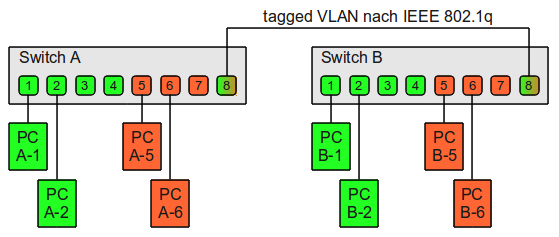 tagged VLAN nach IEEE 802.1q
Switch A
1 2 3 4 5 6 7 8
PC
A-1
PC
A-5
PC
A-2
PC
A-6
Switch B
1 2 3 4 5 6 7 8
PC
B-1
PC
B-5
PC
B-2
PC
B-6